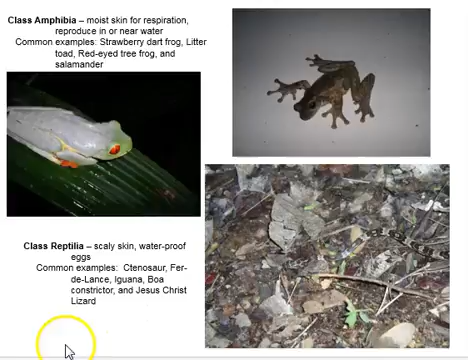 Class Amphibia – moist skin for respiration,
reproduce in or near water
Common examples: Strawberry dart frog, Litter
toad, Red-eyed tree frog, and
salamander
Class Reptilia – scaly skin, water-proof
eggs
Common examples: Ctenosaur, Fer-
de-Lance, Iguana, Boa
constrictor, and Jesus Christ
Lizard